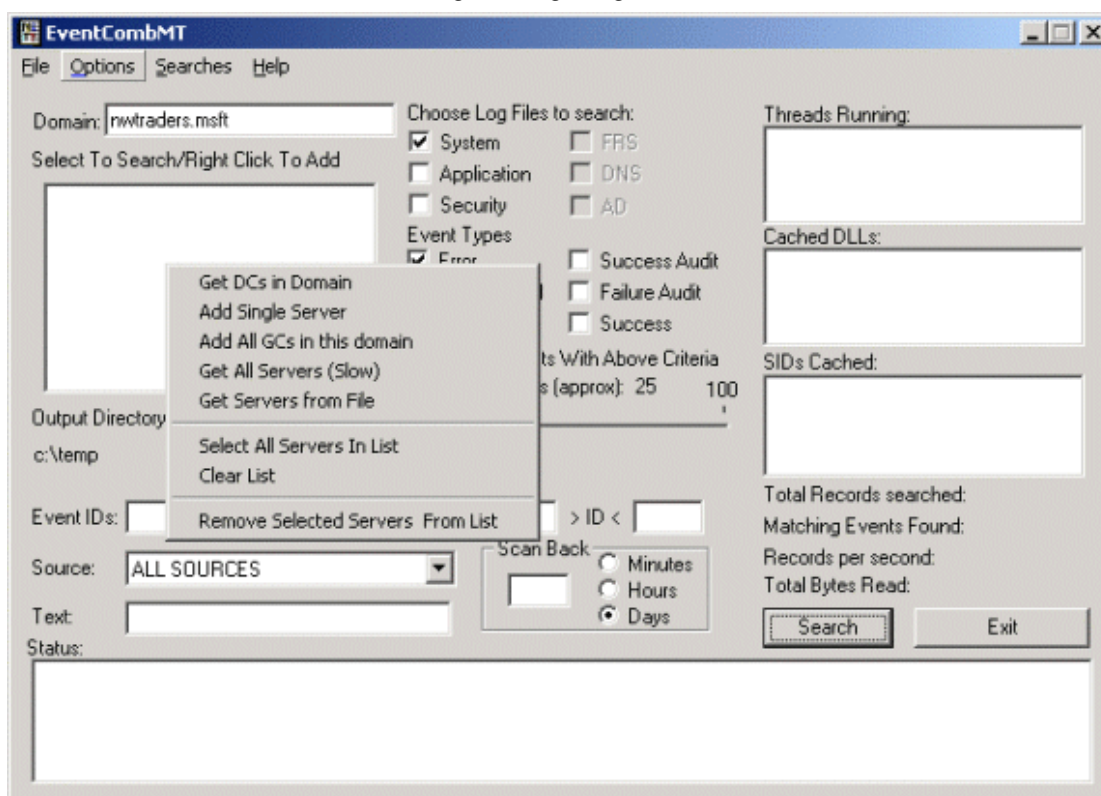 EventCombMT
File Options Searches Help
Domain: nwtraders.msft
Select To Search/Right Click To Add
Choose Log Files to search:
System
FRS
Application
DNS
Security
AD
Event Types
Error
Success Audit
Failure Audit
Success
ts With Above Criteria
s (approx): 25
100
Get DCs in Domain
Add Single Server
Add All GCs in this domain
Get All Servers (Slow)
Get Servers from File
Select All Servers In List
Clear List
Remove Selected Servers From List
Output Directory
c:\temp
Event IDs:
> ID <
Source: ALL SOURCES
Scan Back
Minutes
Hours
Days
Text:
Threads Running:
Cached DLLs:
SIDs Cached:
Total Records searched:
Matching Events Found:
Records per second:
Total Bytes Read:
Search
Exit
Status: